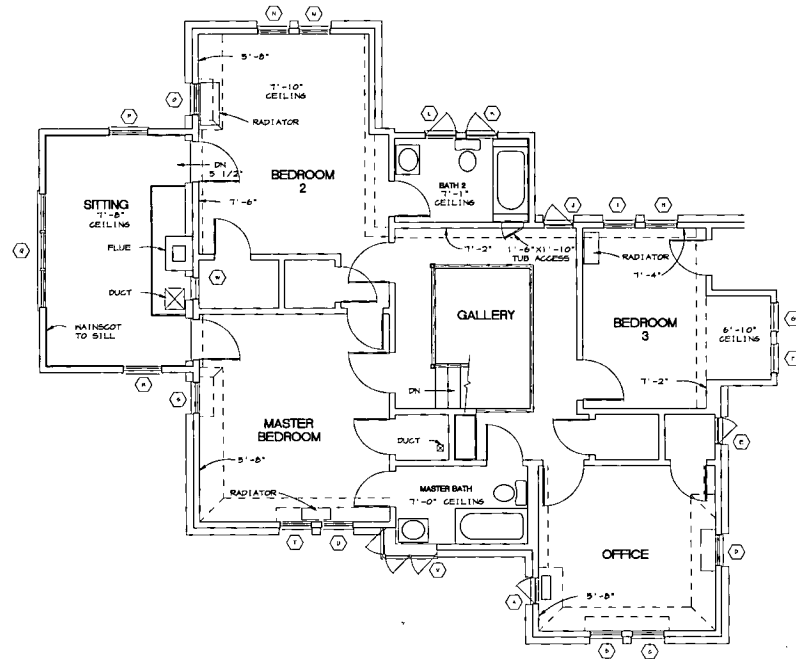 N M
5'-8"
7'-10"
CEILING
O
RADIATOR
P
L K
DN
5 1/2"
BEDROOM
2
BATH 2
7'-1"
CEILING
SITTING
7'-8"
CEILING
7'-6"
J I H
Q
FLUE
7'-2"
1'-6"X1'-10"
TUB ACCESS
RADIATOR
7'-4"
W
DUCT
GALLERY
BEDROOM
3
6'-10"
CEILING
G
WAINSCOT
TO SILL
F
R
DN
7'-2"
S
MASTER
BEDROOM
DUCT
E
5'-8"
RADIATOR
MASTER BATH
7'-0" CEILING
T U
V
OFFICE
D
A
5'-8"
B C